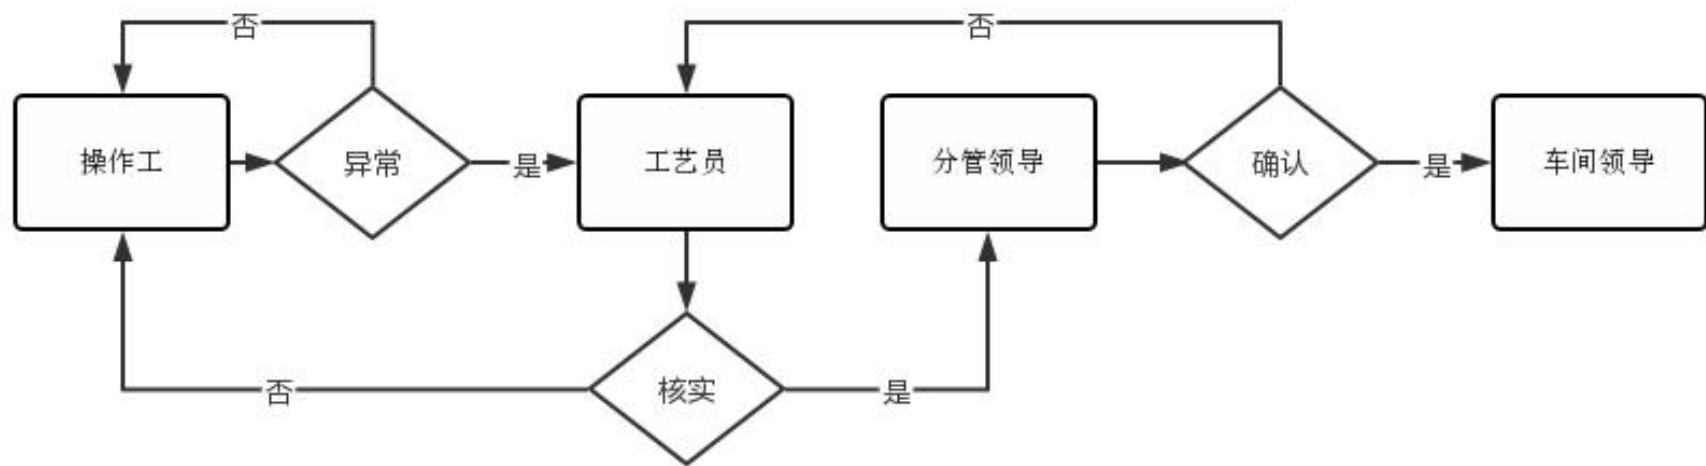 否
否
操作工
异常
是
工艺员
分管领导
确认
是
车间领导
否
核实
是